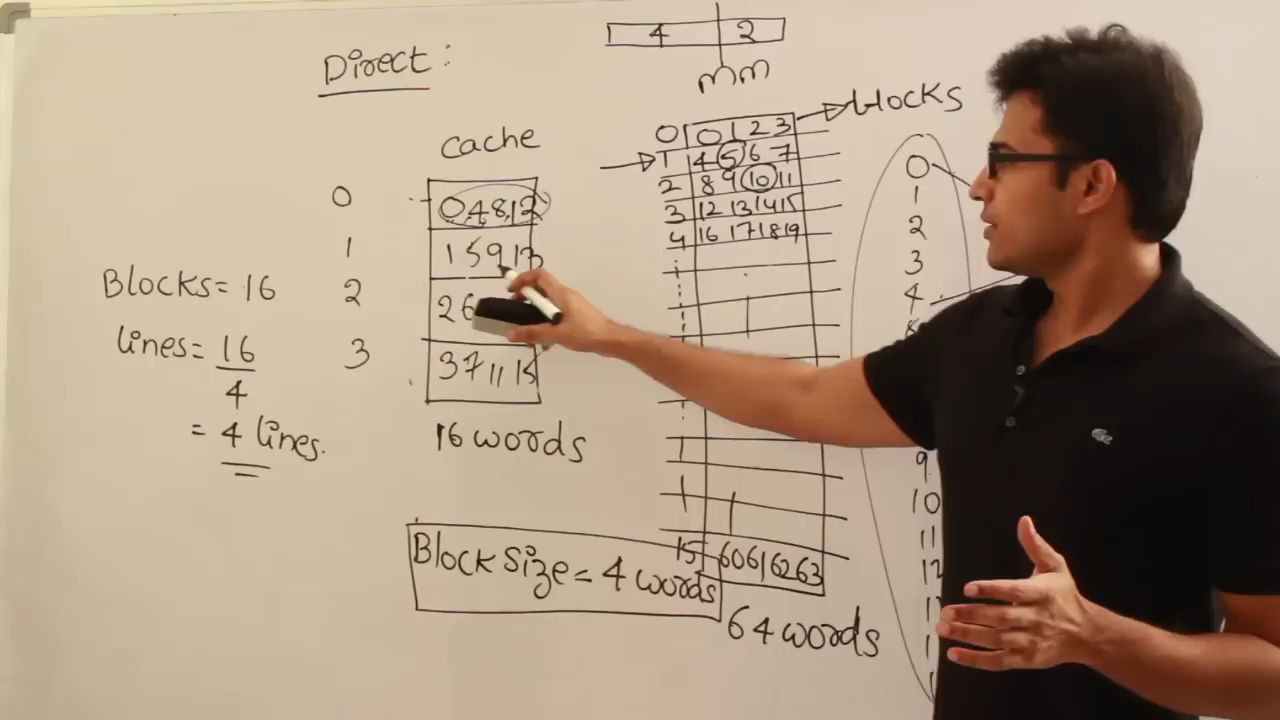 Direct:
4 2
mm
blocks
cache
0 0 4 8, 12
1 1 5 9 13
2 2 6
3 3 7 11 15
Blocks = 16
lines = 16
4
= 4 lines.
16 words
Block size = 4 words
0 0 1 2 3
1 4 5 6 7
2 8 9 10 11
3 12 13 14 15
4 16 17 18 19
15 60 61 62 63
64 words
0
1
2
3
4
9
10
11
12